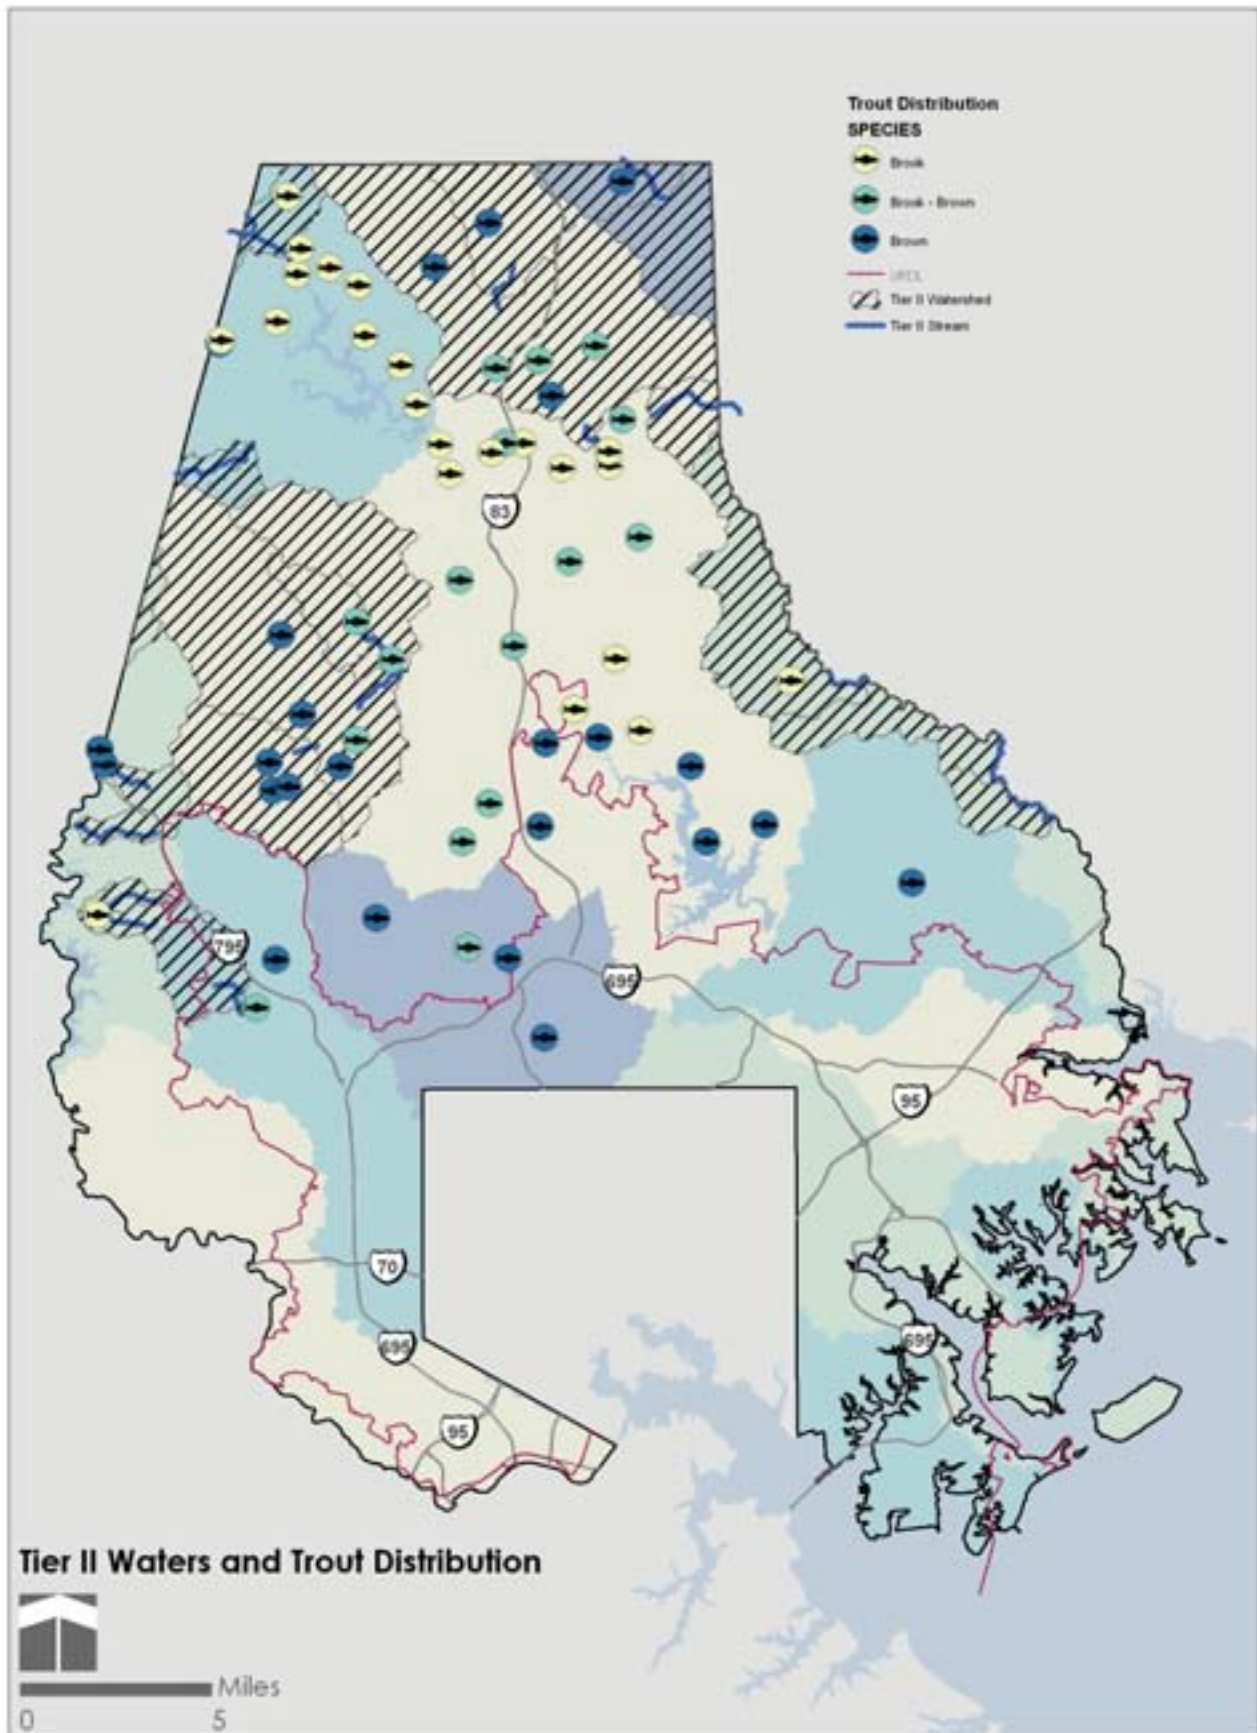 Trout Distribution
SPECIES
Brook
Brook - Brown
Brown
URDL
Tier II Watershed
Tier II Stream
83
795
695
95
70
695
695
95
Tier II Waters and Trout Distribution
Miles
0 5